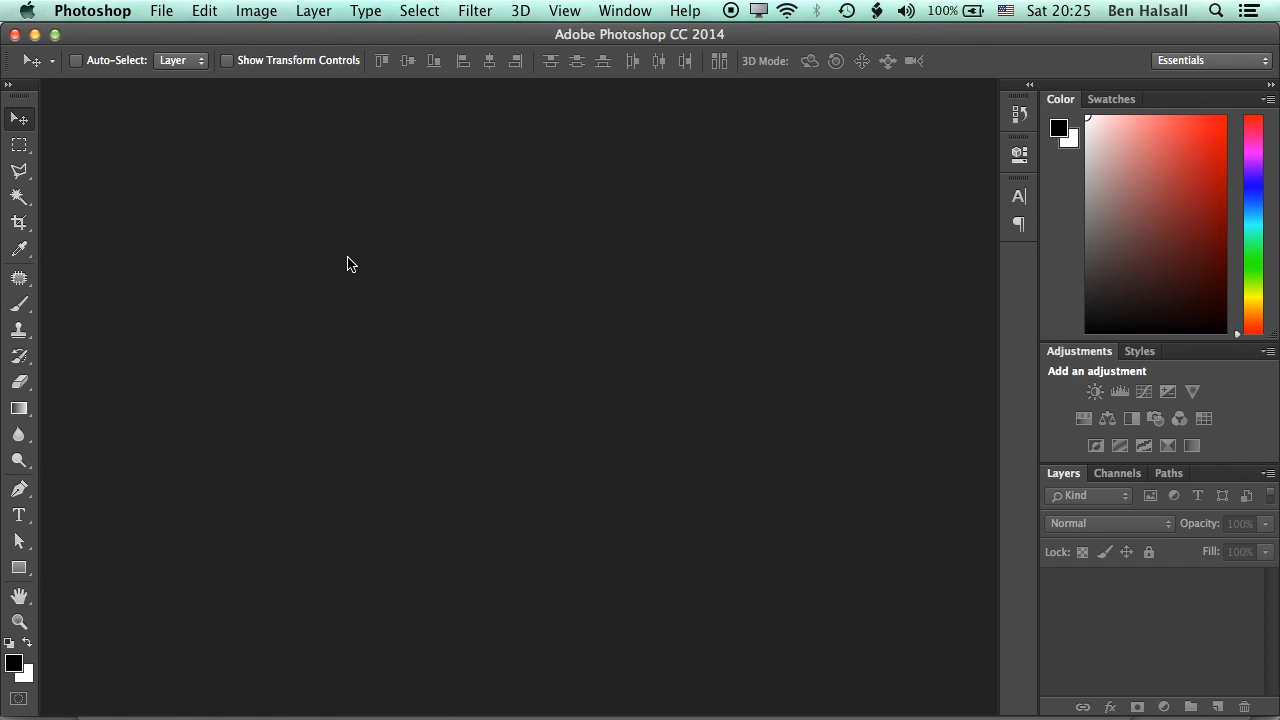 Photoshop File Edit Image Layer Type Select Filter 3D View Window Help 100% Sat 20:25 Ben Halsall
Adobe Photoshop CC 2014
Auto-Select: Layer Show Transform Controls 3D Mode: Essentials
Color Swatches
Adjustments Styles
Add an adjustment
Layers Channels Paths
Kind
Normal Opacity: 100%
Lock: Fill: 100%